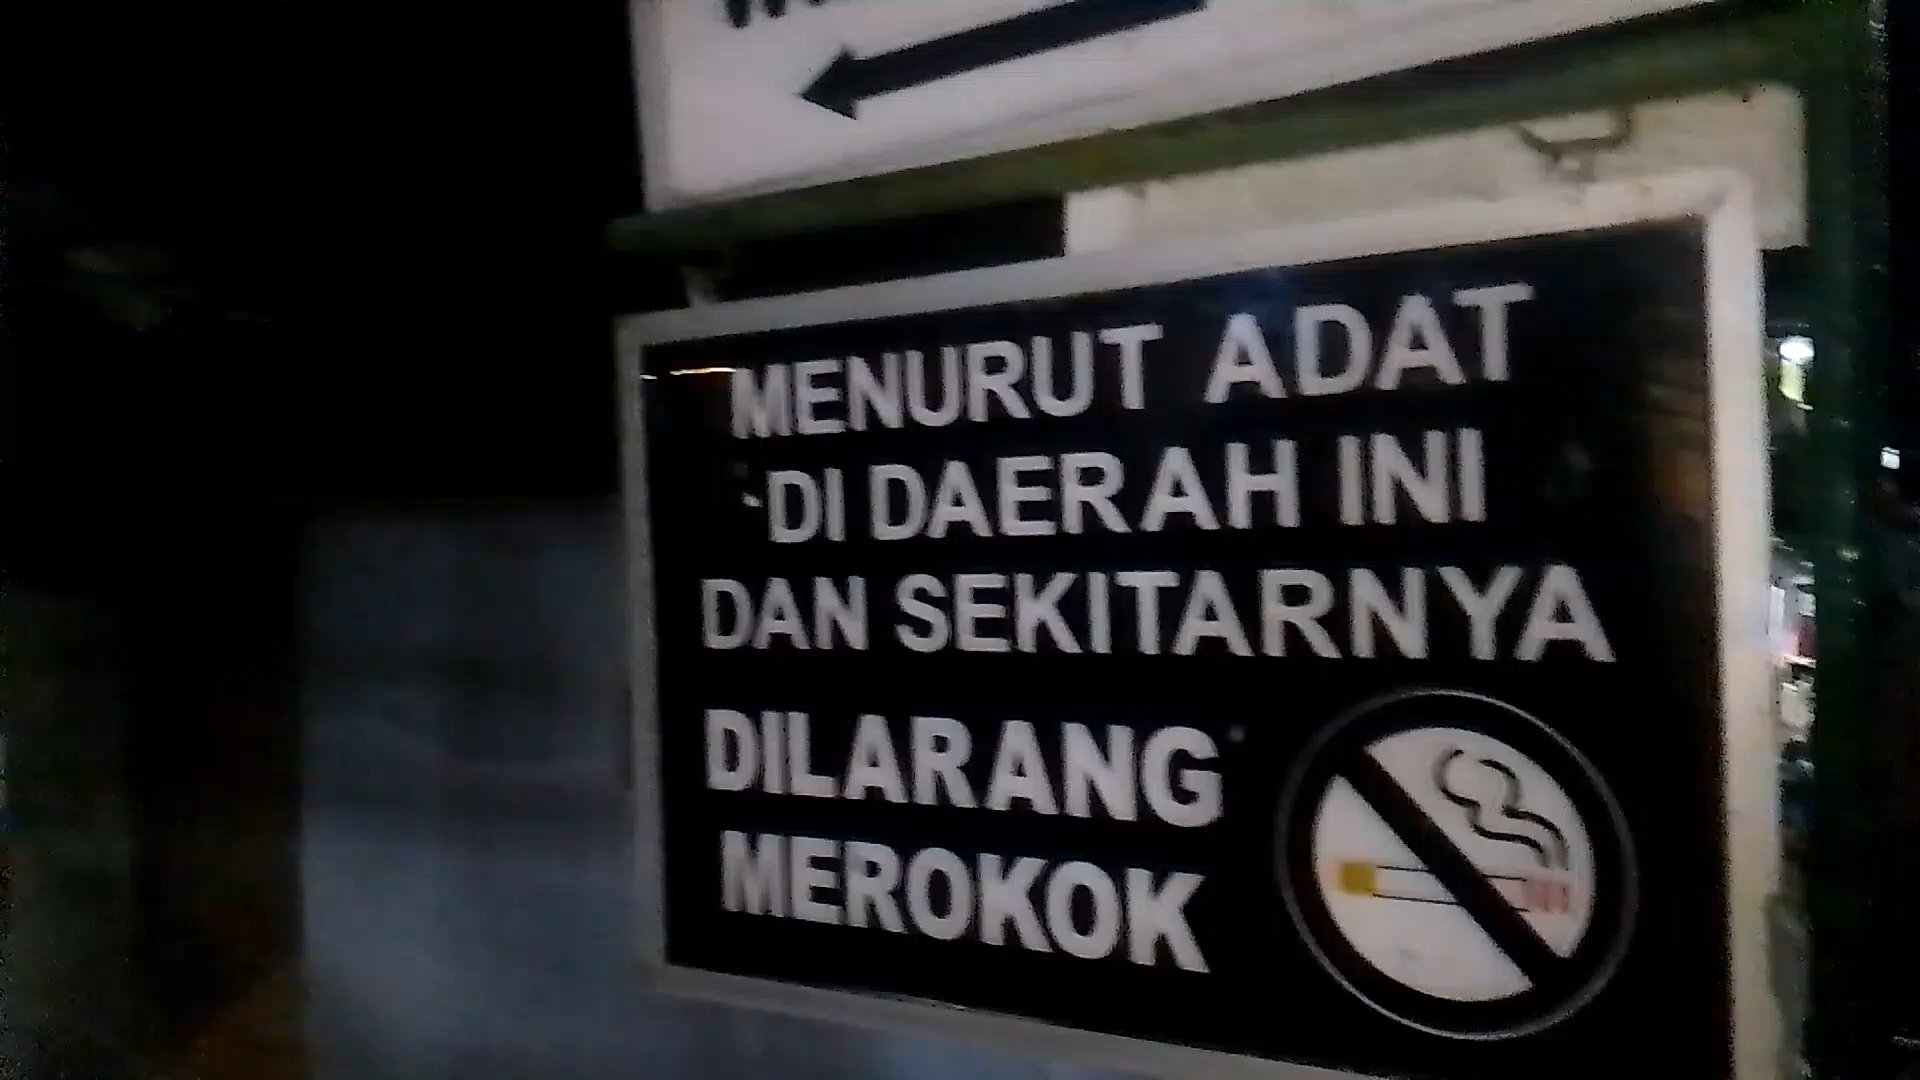 MENURUT ADAT
DI DAERAH INI
DAN SEKITARNYA
DILARANG
MEROKOK